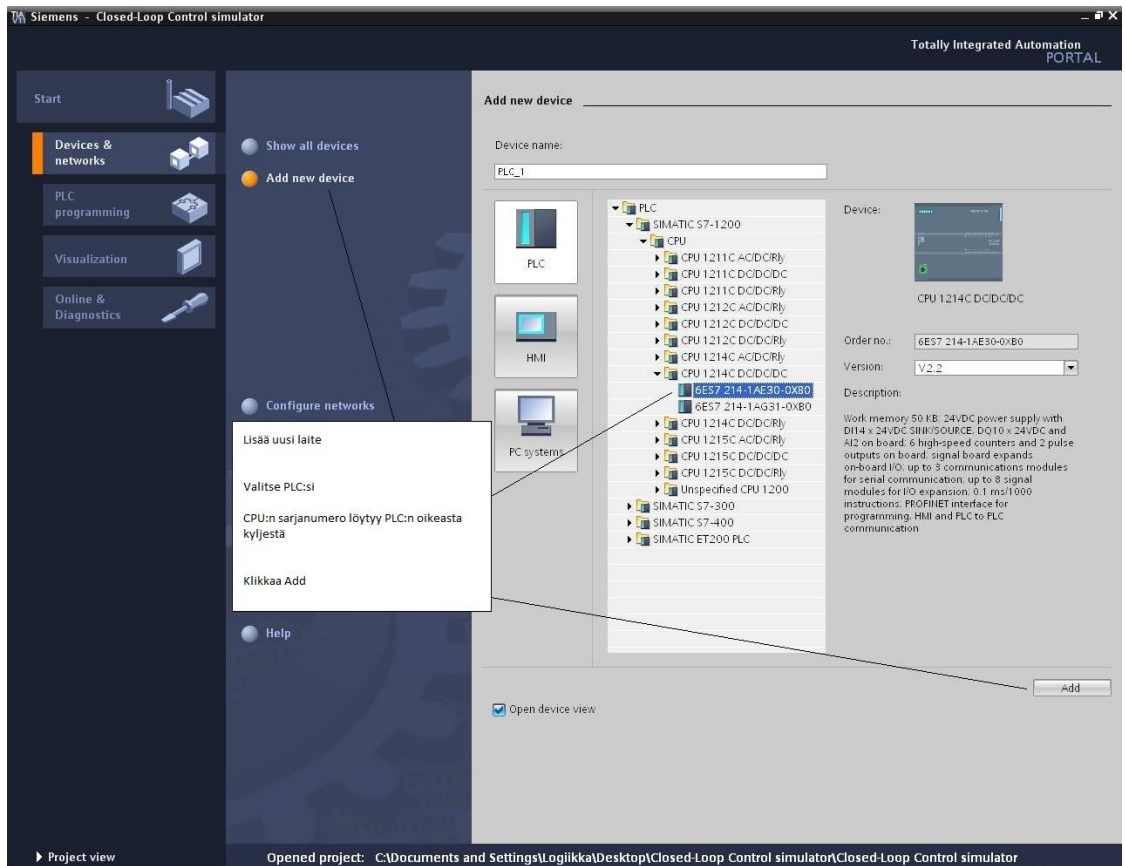 Siemens - Closed-Loop Control simulator
Totally Integrated Automation
PORTAL
Start
Devices &
networks
PLC
programming
Visualization
Online &
Diagnostics
Show all devices
Add new device
Configure networks
Help
Lisää uusi laite
Valitse PLC:si
CPU:n sarjanumero löytyy PLC:n oikeasta
kyljestä
Klikkaa Add
Add new device
Device name:
PLC_1
PLC
HMI
PC systems
PLC
SIMATIC S7-1200
CPU
CPU 1211C AC/DC/Rly
CPU 1211C DC/DC/DC
CPU 1211C DC/DC/Rly
CPU 1212C AC/DC/Rly
CPU 1212C DC/DC/DC
CPU 1212C DC/DC/Rly
CPU 1214C AC/DC/Rly
CPU 1214C DC/DC/DC
6ES7 214-1AE30-0XB0
6ES7 214-1AG31-0XB0
CPU 1214C DC/DC/Rly
CPU 1215C AC/DC/Rly
CPU 1215C DC/DC/DC
CPU 1215C DC/DC/Rly
Unspecified CPU 1200
SIMATIC S7-300
SIMATIC S7-400
SIMATIC ET200 PLC
Device:
CPU 1214C DC/DC/DC
Order no.: 6ES7 214-1AE30-0XB0
Version: V2.2
Description:
Work memory 50 KB; 24VDC power supply with
DI14 x 24VDC SINK/SOURCE, DQ10 x 24VDC and
AI2 on board; 6 high-speed counters and 2 pulse
outputs on board; signal board expands
on-board I/O; up to 3 communications modules
for serial communication; up to 8 signal
modules for I/O expansion; 0.1 ms/1000
instructions; PROFINET interface for
programming, HMI and PLC to PLC
communication
Add
Open device view
Project view
Opened project: C:\Documents and Settings\Logiikka\Desktop\Closed-Loop Control simulator\Closed-Loop Control simulator